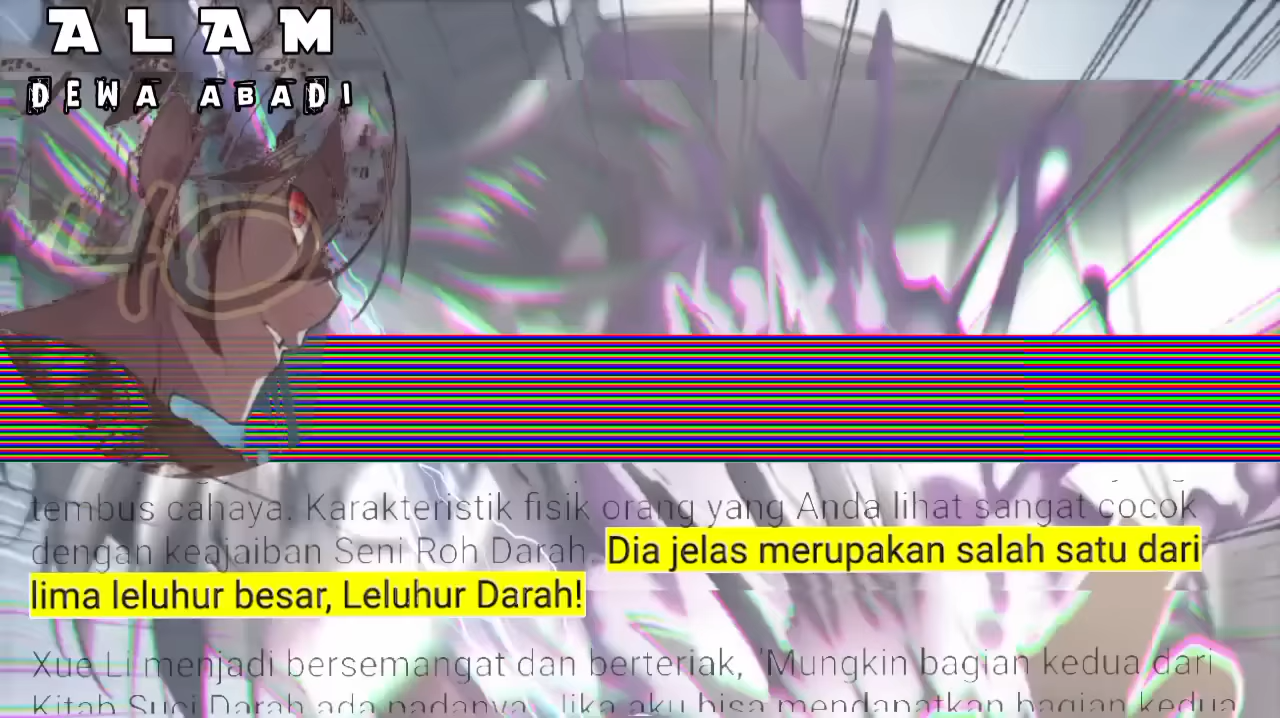 ALAM
DEWA ABADI
40
tembus cahaya. Karakteristik fisik orang yang Anda lihat sangat cocok
dengan keajaiban Seni Roh Darah. Dia jelas merupakan salah satu dari
lima leluhur besar, Leluhur Darah!
Xue Li menjadi bersemangat dan berteriak, 'Mungkin bagian kedua dari
Kitab Suci Darah ada padanya. Jika aku bisa mendapatkan bagian kedua